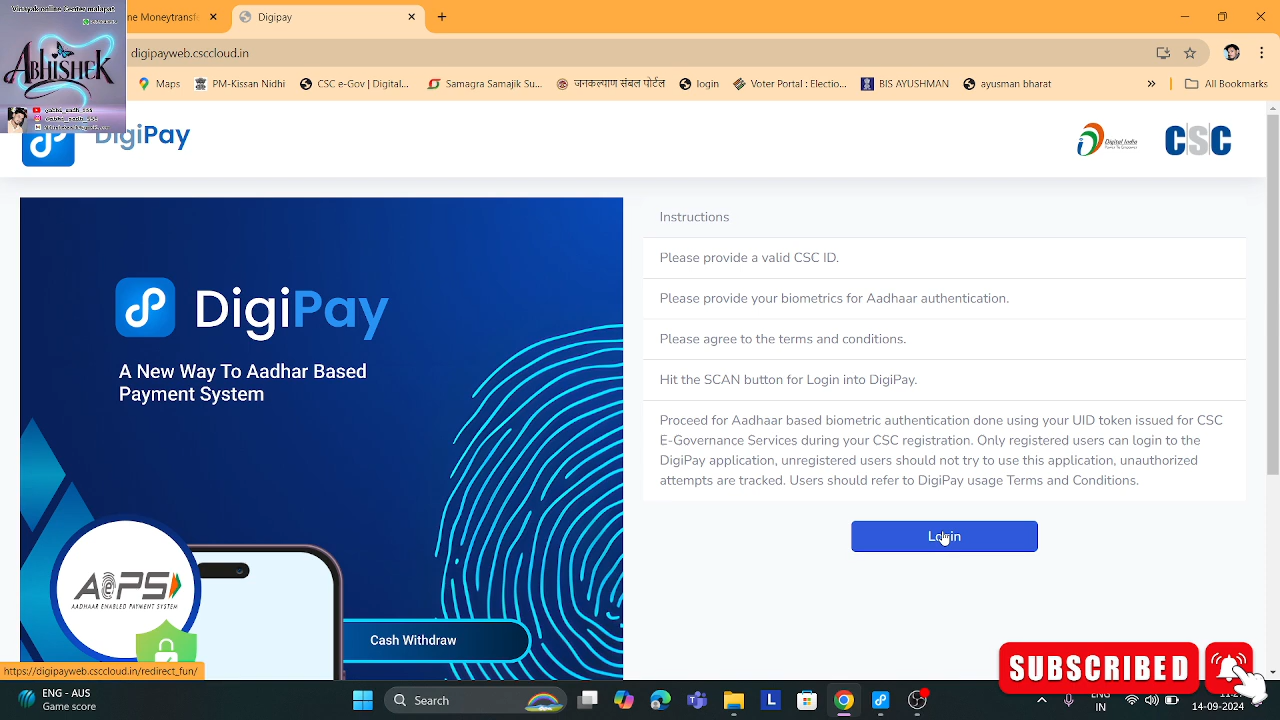 ne Moneytransf
Digipay
digipayweb.csccloud.in
Maps
PM-Kissan Nidhi
CSC e-Gov | Digital...
Samagra Samajik Su...
जनकल्याण संबल पोर्टल
login
Voter Portal : Electio...
BIS AYUSHMAN
ayusman bharat
»
All Bookmarks
ABHISHEK
DigiPay
Digital India
CSC
Instructions
Please provide a valid CSC ID.
Please provide your biometrics for Aadhaar authentication.
Please agree to the terms and conditions.
Hit the SCAN button for Login into DigiPay.
Proceed for Aadhaar based biometric authentication done using your UID token issued for CSC
E-Governance Services during your CSC registration. Only registered users can login to the
DigiPay application, unregistered users should not try to use this application, unauthorized
attempts are tracked. Users should refer to DigiPay usage Terms and Conditions.
Login
DigiPay
A New Way To Aadhar Based
Payment System
AePS
AADHAAR ENABLED PAYMENT SYSTEM
Cash Withdraw
https://digipayweb.csccloud.in/redirect_fun/
SUBSCRIBED
ENG - AUS
Game score
Search
ENG
IN
14-09-2024